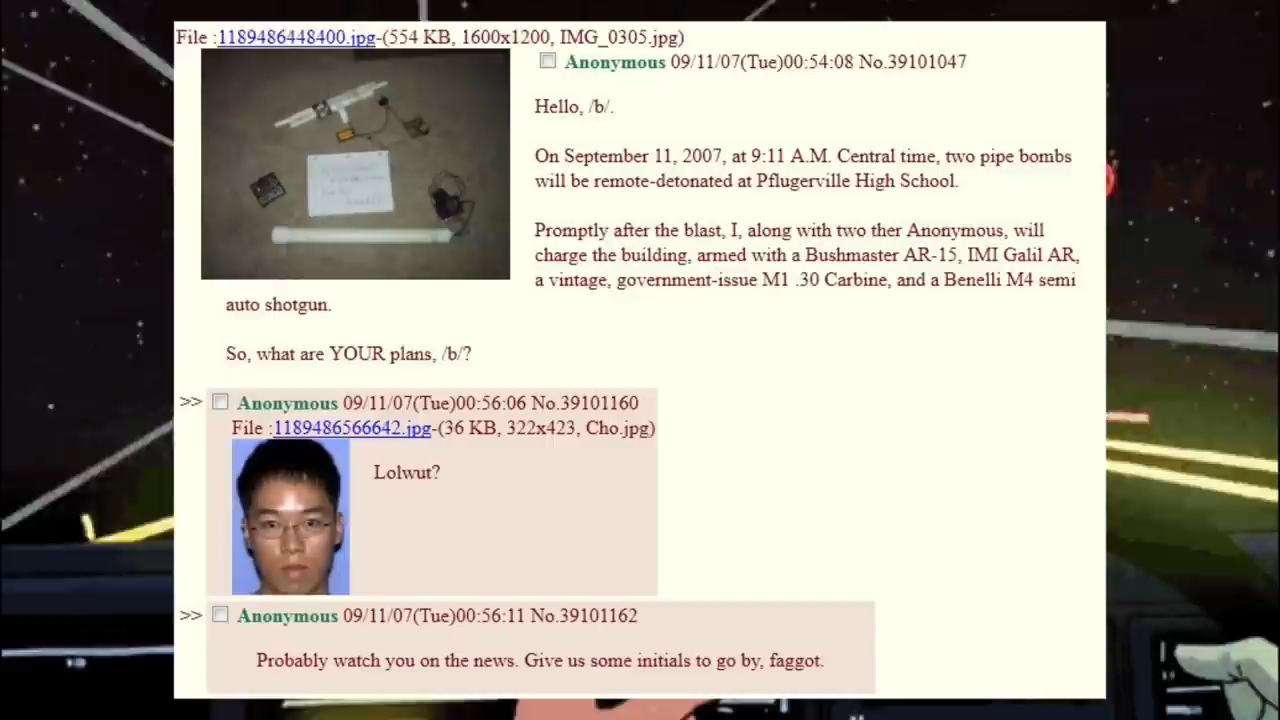 File :1189486448400.jpg-(554 KB, 1600x1200, IMG_0305.jpg)
Anonymous 09/11/07(Tue)00:54:08 No.39101047
Hello, /b/.
On September 11, 2007, at 9:11 A.M. Central time, two pipe bombs
will be remote-detonated at Pflugerville High School.
Promptly after the blast, I, along with two ther Anonymous, will
charge the building, armed with a Bushmaster AR-15, IMI Galil AR,
a vintage, government-issue M1 .30 Carbine, and a Benelli M4 semi
auto shotgun.
So, what are YOUR plans, /b/?
>> Anonymous 09/11/07(Tue)00:56:06 No.39101160
File :1189486566642.jpg-(36 KB, 322x423, Cho.jpg)
Lolwut?
>> Anonymous 09/11/07(Tue)00:56:11 No.39101162
Probably watch you on the news. Give us some initials to go by, faggot.